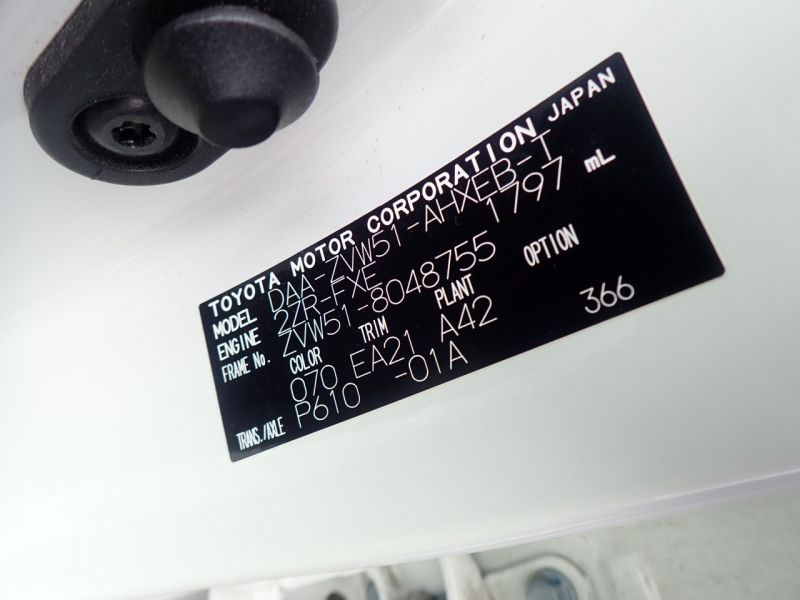 TOYOTA MOTOR CORPORATION JAPAN
MODEL DAA-ZVW51-AHXEB-T
ENGINE 2ZR-FXE 1797 mL
FRAME No. ZVW51-8048755
COLOR TRIM PLANT OPTION
070 EA21 A42 366
TRANS./AXLE P610 -01A